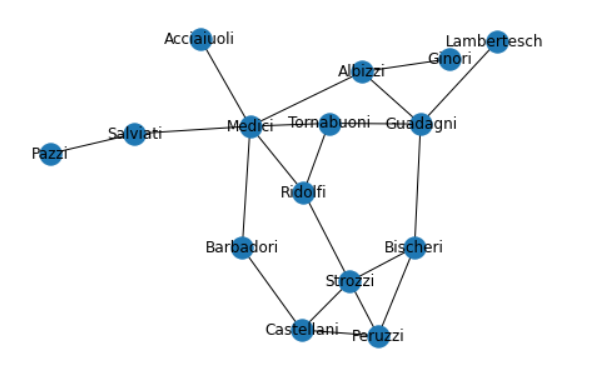 Acciaiuoli
Lambertesch
Ginori
Albizzi
Medici
Tornabuoni
Guadagni
Salviati
Pazzi
Ridolfi
Barbadori
Bischeri
Strozzi
Castellani
Peruzzi